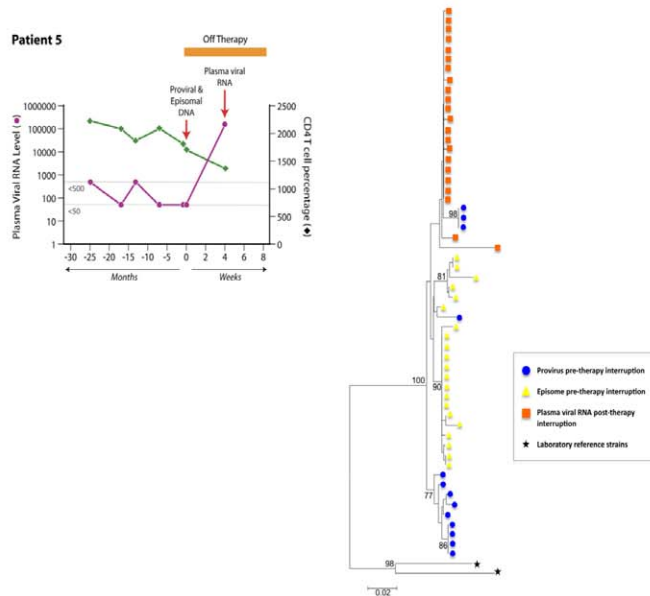 Patient 5
Off Therapy
Plasma viral
RNA
Proviral &
Episomal
DNA
Plasma Viral RNA Level (●)
1000000
100000
10000
1000
100
10
1
<500
<50
2500
2000
1500
1000
500
0
CD4 T cell percentage (◆)
-30 -25 -20 -15 -10 -5 0 2 4 6 8
Months
Weeks
98
81
100
90
77
86
98
0.02
Provirus pre-therapy interruption
Episome pre-therapy interruption
Plasma viral RNA post-therapy
interruption
Laboratory reference strains